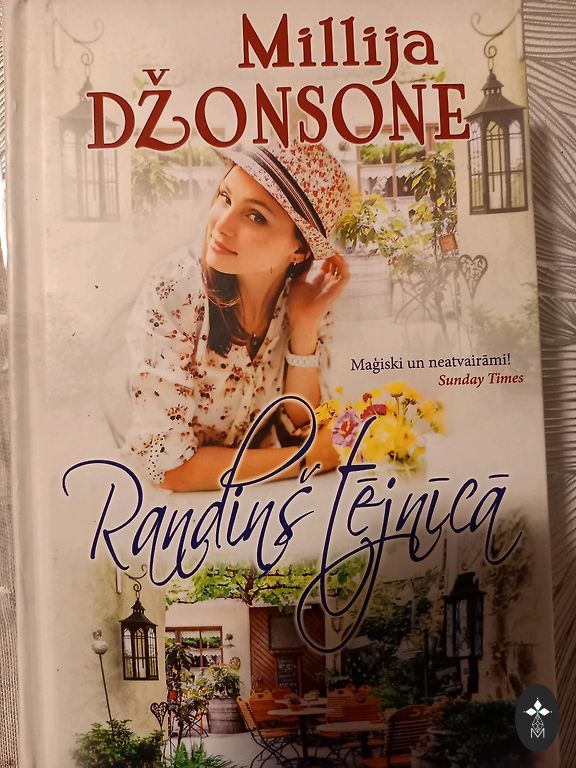 Millija
DŽONSONE
Maģiski un neatvairāmi!
Sunday Times
Randiņš tējnīcā